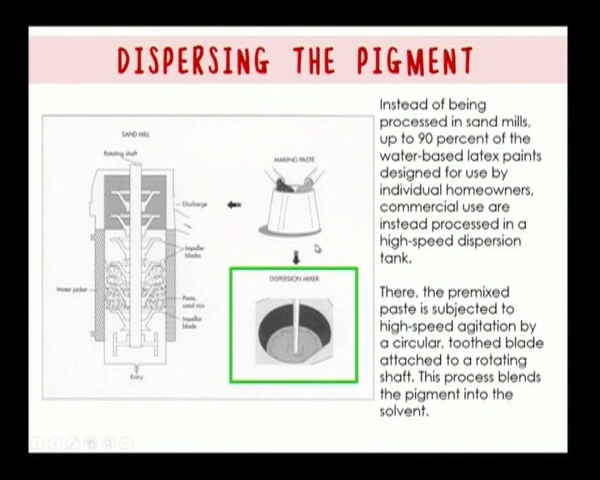 DISPERSING THE PIGMENT
SAND MILL
Rotating shaft
Discharge
Impeller
blades
Water jacket
Paste,
sand mix
Impeller
blade
Entry
MAKING PASTE
DISPERSION MIXER
Instead of being
processed in sand mills,
up to 90 percent of the
water-based latex paints
designed for use by
individual homeowners,
commercial use are
instead processed in a
high-speed dispersion
tank.
There, the premixed
paste is subjected to
high-speed agitation by
a circular, toothed blade
attached to a rotating
shaft. This process blends
the pigment into the
solvent.